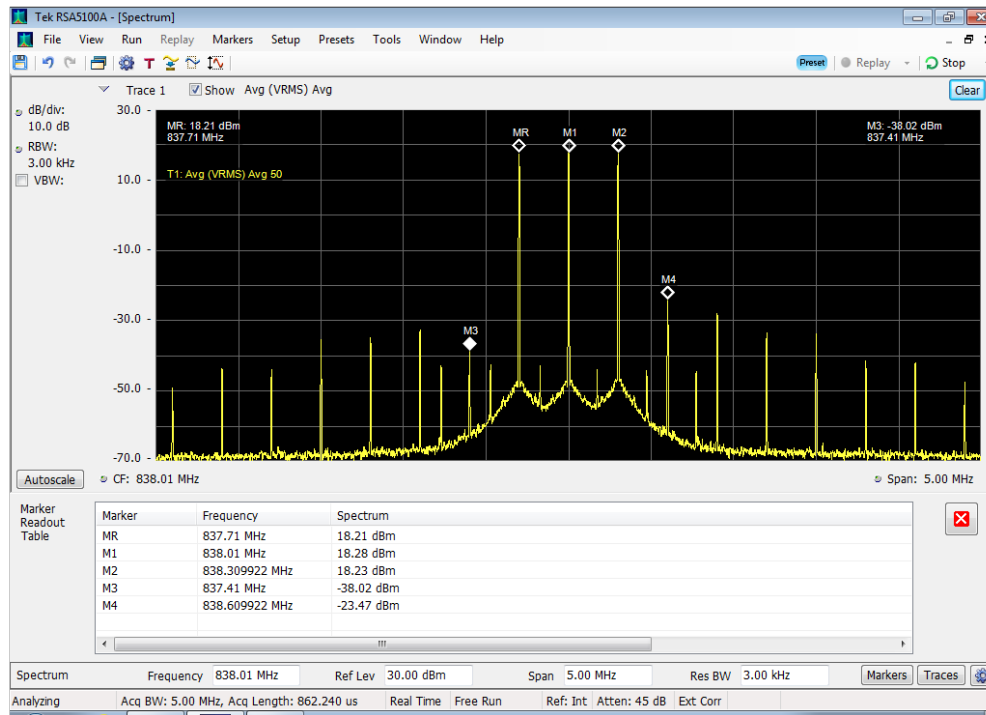 Tek RSA5100A - [Spectrum]
File View Run Replay Markers Setup Presets Tools Window Help
T Preset Replay Stop
Trace 1 Show Avg (VRMS) Avg Clear
dB/div:
10.0 dB
RBW:
3.00 kHz
VBW:
30.0
10.0
-10.0
-30.0
-50.0
-70.0
MR: 18.21 dBm
837.71 MHz
M3: -38.02 dBm
837.41 MHz
T1: Avg (VRMS) Avg 50
MR M1 M2
M4
M3
Autoscale CF: 838.01 MHz Span: 5.00 MHz
Marker
Readout
Table
Marker Frequency Spectrum
MR 837.71 MHz 18.21 dBm
M1 838.01 MHz 18.28 dBm
M2 838.309922 MHz 18.23 dBm
M3 837.41 MHz -38.02 dBm
M4 838.609922 MHz -23.47 dBm
Spectrum Frequency 838.01 MHz Ref Lev 30.00 dBm Span 5.00 MHz Res BW 3.00 kHz Markers Traces
Analyzing Acq BW: 5.00 MHz, Acq Length: 862.240 us Real Time Free Run Ref: Int Atten: 45 dB Ext Corr